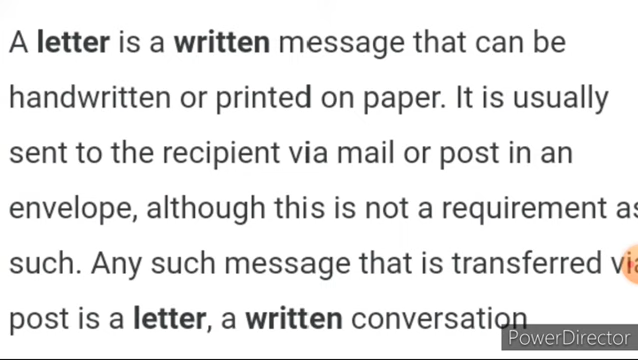 A letter is a written message that can be
handwritten or printed on paper. It is usually
sent to the recipient via mail or post in an
envelope, although this is not a requirement as
such. Any such message that is transferred via
post is a letter, a written conversation
PowerDirector